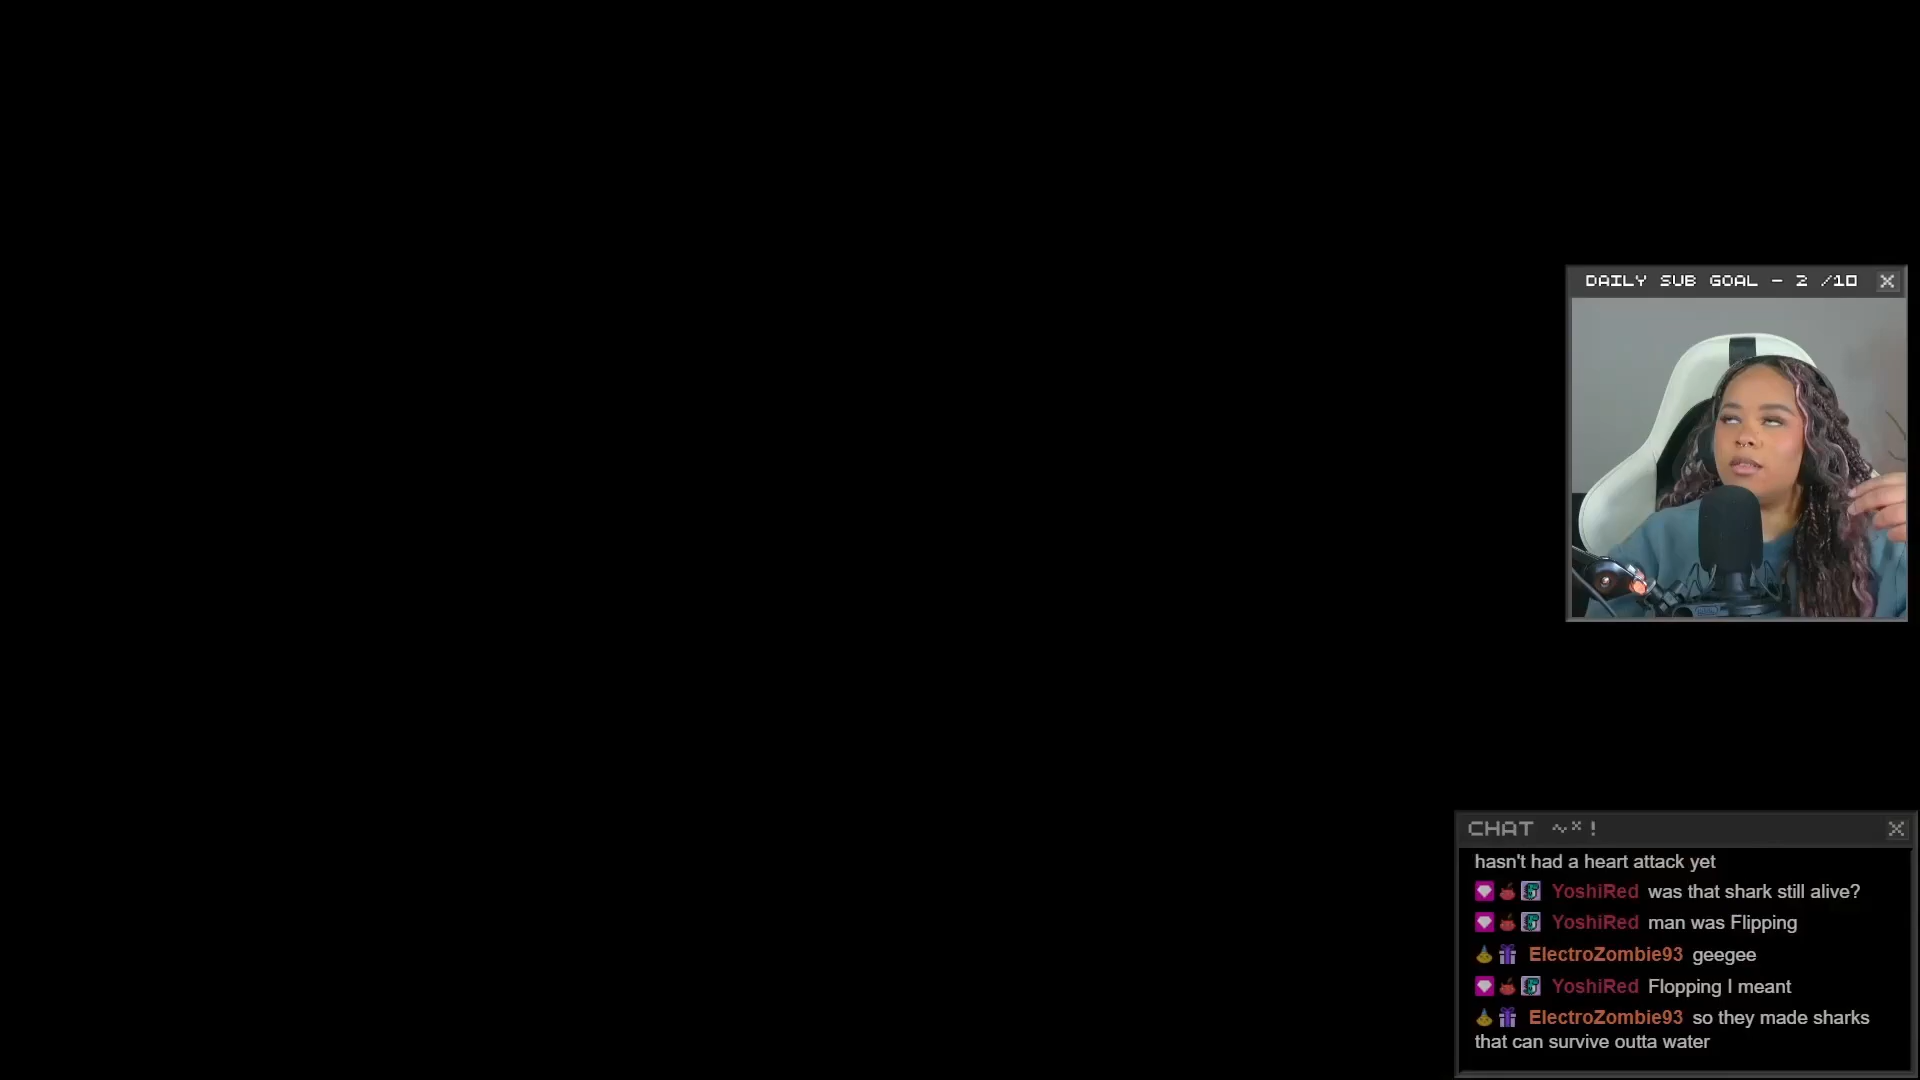 DAILY SUB GOAL - 2 /10
CHAT ~* !
hasn't had a heart attack yet
YoshiRed was that shark still alive?
YoshiRed man was Flipping
ElectroZombie93 geegee
YoshiRed Flopping I meant
ElectroZombie93 so they made sharks
that can survive outta water